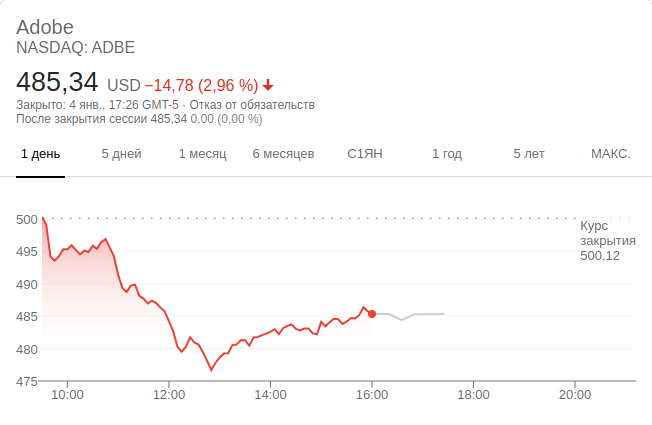 Adobe
NASDAQ: ADBE
485,34 USD −14,78 (2,96 %)
Закрыто: 4 янв., 17:26 GMT-5 · Отказ от обязательств
После закрытия сессии 485,34 0,00 (0,00 %)
1 день 5 дней 1 месяц 6 месяцев С1ЯН 1 год 5 лет МАКС.
500
Курс
закрытия
500,12
495
490
485
480
475
10:00 12:00 14:00 16:00 18:00 20:00